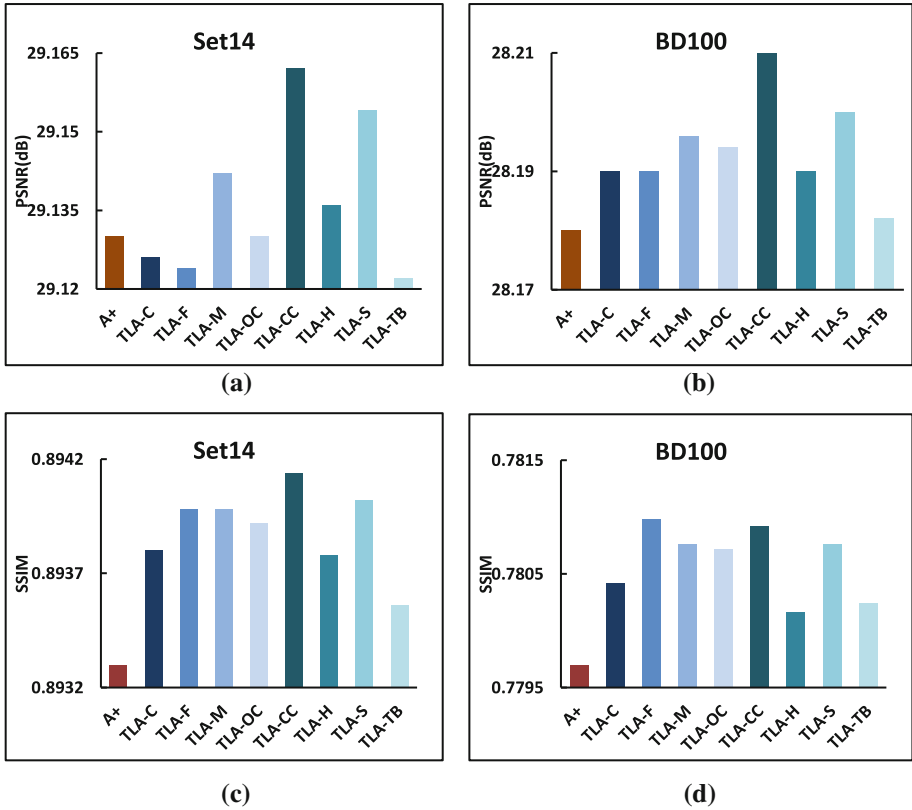 Set14
PSNR(dB)
29.165
29.15
29.135
29.12
A+
TLA-C
TLA-F
TLA-M
TLA-OC
TLA-CC
TLA-H
TLA-S
TLA-TB
(a)
BD100
PSNR(dB)
28.21
28.19
28.17
A+
TLA-C
TLA-F
TLA-M
TLA-OC
TLA-CC
TLA-H
TLA-S
TLA-TB
(b)
Set14
SSIM
0.8942
0.8937
0.8932
A+
TLA-C
TLA-F
TLA-M
TLA-OC
TLA-CC
TLA-H
TLA-S
TLA-TB
(c)
BD100
SSIM
0.7815
0.7805
0.7795
A+
TLA-C
TLA-F
TLA-M
TLA-OC
TLA-CC
TLA-H
TLA-S
TLA-TB
(d)